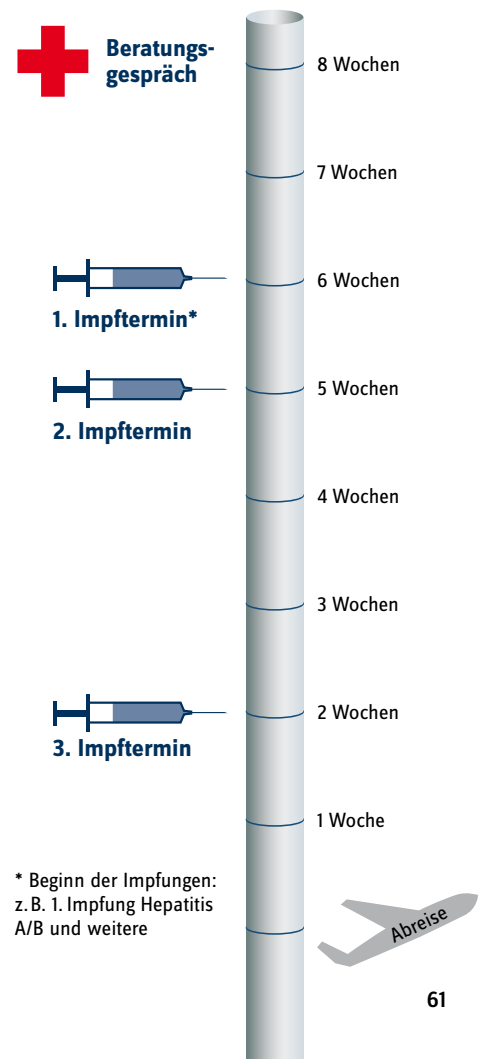 Beratungs-
gespräch
8 Wochen
7 Wochen
6 Wochen
1. Impftermin*
5 Wochen
2. Impftermin
4 Wochen
3 Wochen
2 Wochen
3. Impftermin
1 Woche
* Beginn der Impfungen:
z.B. 1. Impfung Hepatitis
A/B und weitere
Abreise
61